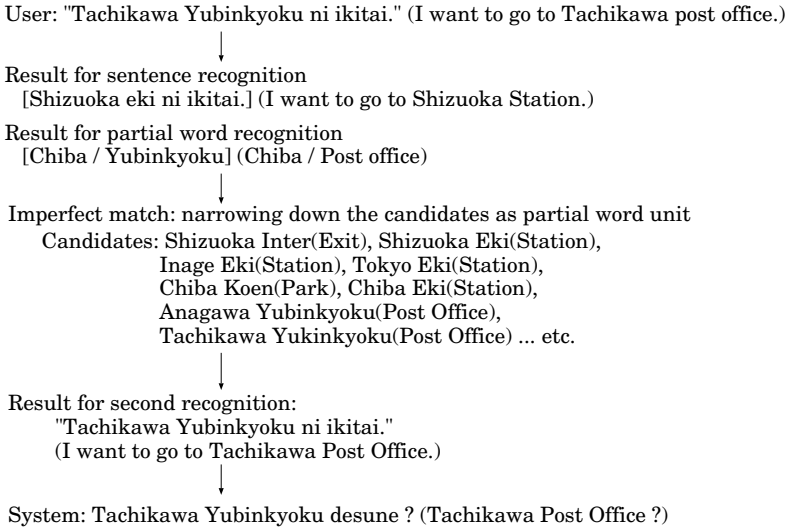 User: "Tachikawa Yubinkyoku ni ikitai." (I want to go to Tachikawa post office.)
Result for sentence recognition
[Shizuoka eki ni ikitai.] (I want to go to Shizuoka Station.)
Result for partial word recognition
[Chiba / Yubinkyoku] (Chiba / Post office)
Imperfect match: narrowing down the candidates as partial word unit
Candidates: Shizuoka Inter(Exit), Shizuoka Eki(Station),
Inage Eki(Station), Tokyo Eki(Station),
Chiba Koen(Park), Chiba Eki(Station),
Anagawa Yubinkyoku(Post Office),
Tachikawa Yukinkyoku(Post Office) ... etc.
Result for second recognition:
"Tachikawa Yubinkyoku ni ikitai."
(I want to go to Tachikawa Post Office.)
System: Tachikawa Yubinkyoku desune ? (Tachikawa Post Office ?)